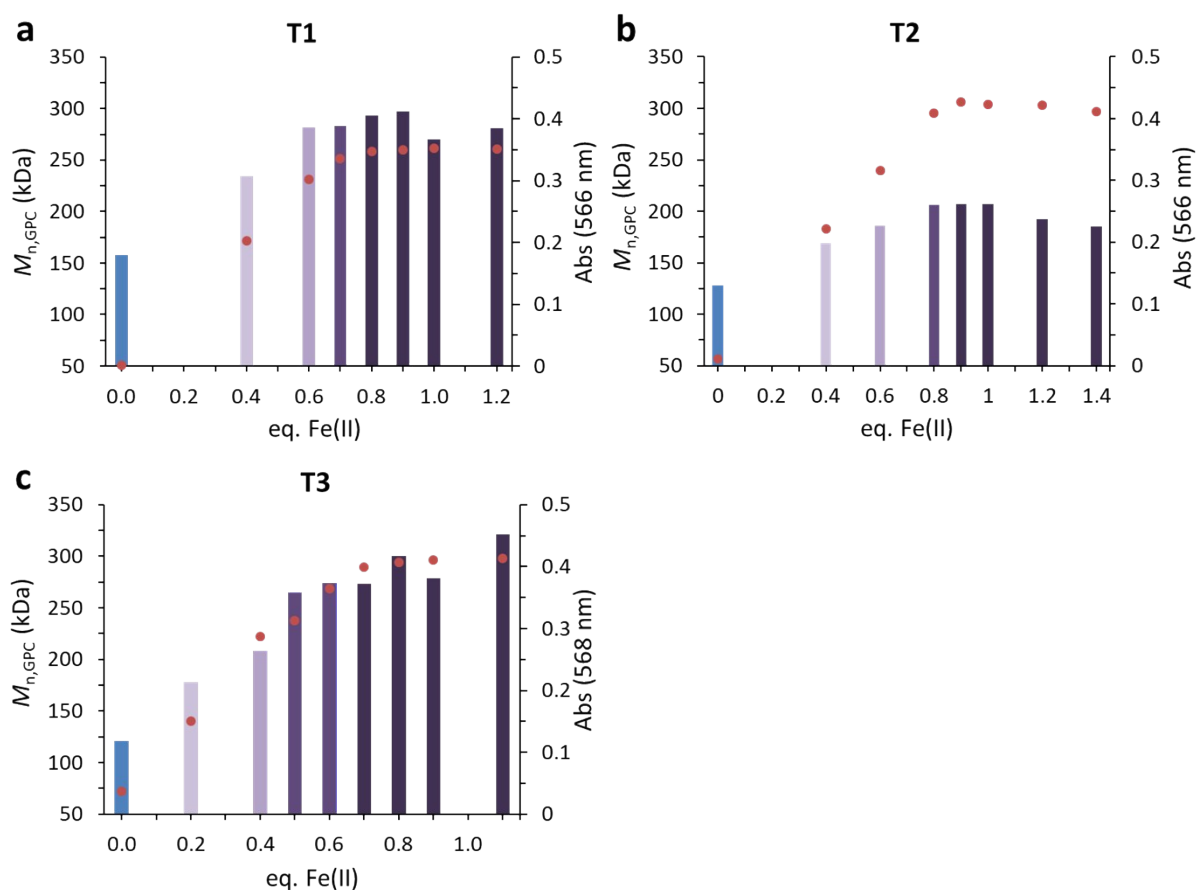 a
T1
350
300
250
200
150
100
50
Mn,GPC (kDa)
0.5
0.4
0.3
0.2
0.1
0
Abs (566 nm)
0.0 0.2 0.4 0.6 0.8 1.0 1.2
eq. Fe(II)
b
T2
350
300
250
200
150
100
50
Mn,GPC (kDa)
0.5
0.4
0.3
0.2
0.1
0
Abs (566 nm)
0 0.2 0.4 0.6 0.8 1 1.2 1.4
eq. Fe(II)
c
T3
350
300
250
200
150
100
50
Mn,GPC (kDa)
0.5
0.4
0.3
0.2
0.1
0
Abs (568 nm)
0.0 0.2 0.4 0.6 0.8 1.0
eq. Fe(II)